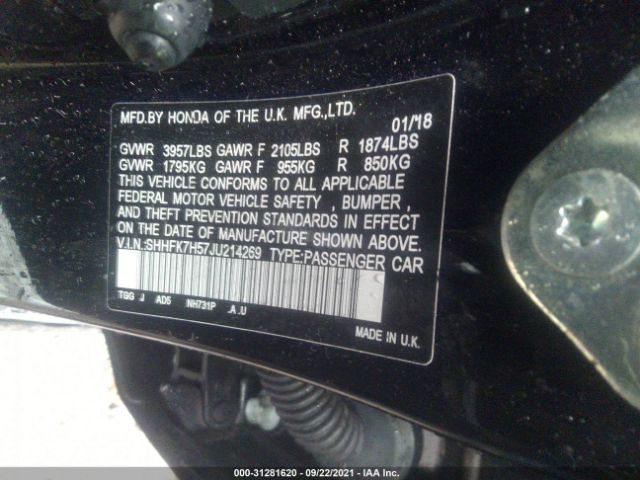 MFD.BY HONDA OF THE U.K. MFG.,LTD.
01/18
GVWR 3957LBS GAWR F 2105LBS R 1874LBS
GVWR 1795KG GAWR F 955KG R 850KG
THIS VEHICLE CONFORMS TO ALL APPLICABLE
FEDERAL MOTOR VEHICLE SAFETY , BUMPER ,
AND THEFT PREVENTION STANDARDS IN EFFECT
ON THE DATE OF MANUFACTURE SHOWN ABOVE.
V.I.N.:SHHFK7H57JU214269 TYPE:PASSENGER CAR
TGG J AD5 NH731P .A .U
MADE IN U.K.
000-31281620 - 09/22/2021 - IAA Inc.